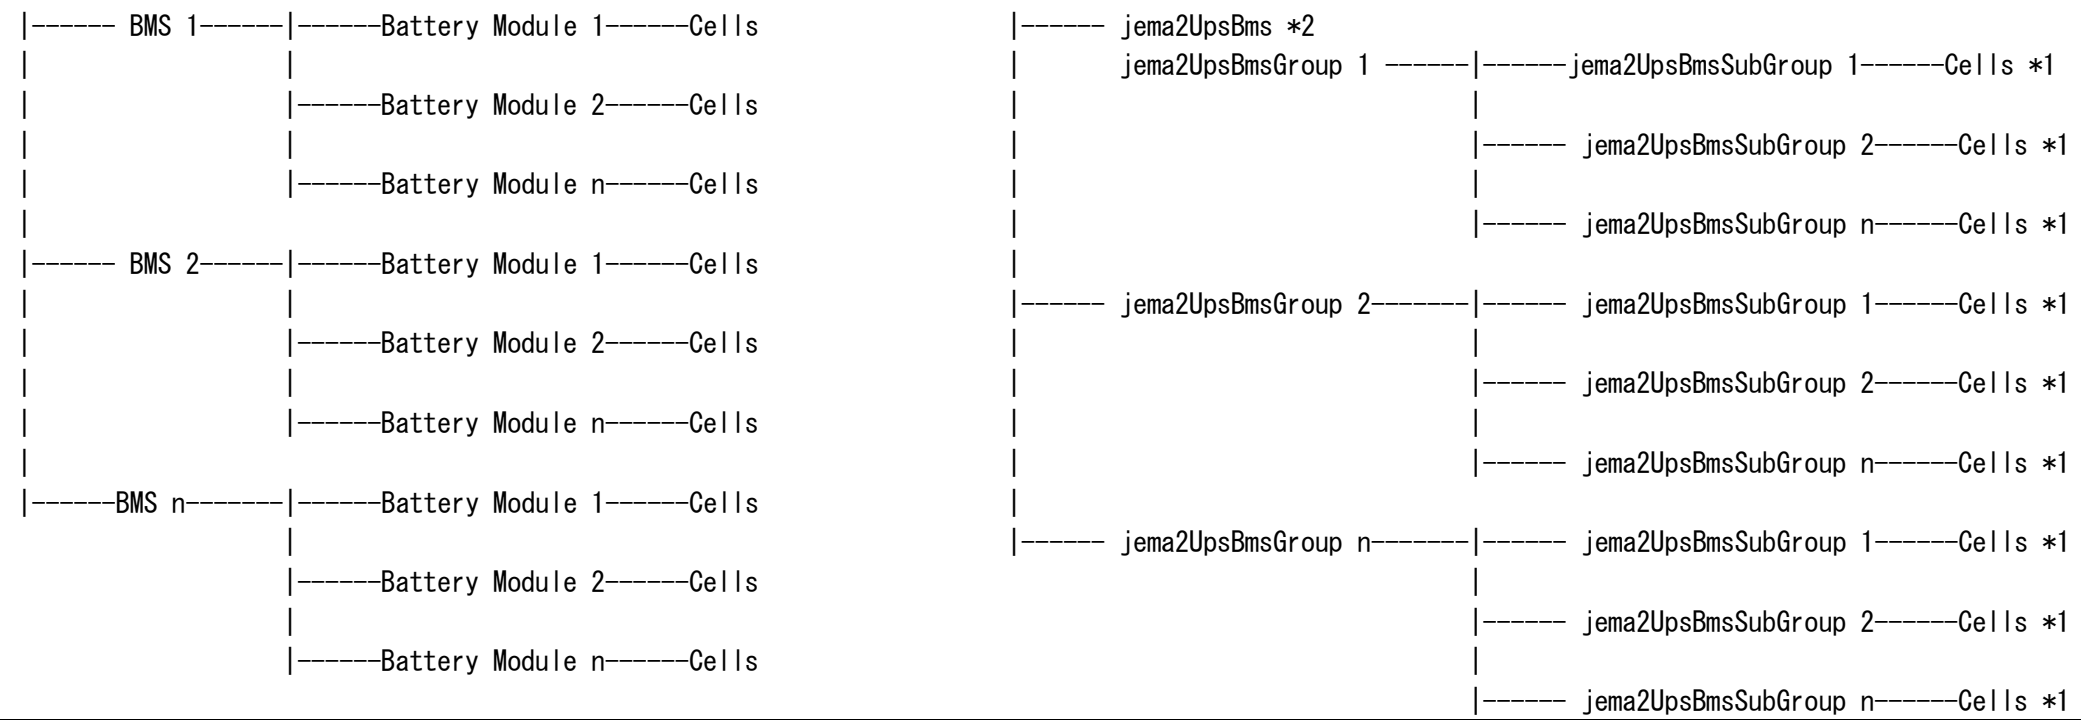 |------ BMS 1------|------Battery Module 1------Cells                  |------ jema2UpsBms *2
|                  |                                                   |       jema2UpsBmsGroup 1 ------|------jema2UpsBmsSubGroup 1------Cells *1
|                  |------Battery Module 2------Cells                  |                                |
|                  |                                                   |                                |------ jema2UpsBmsSubGroup 2------Cells *1
|                  |------Battery Module n------Cells                  |                                |
|                                                                      |                                |------ jema2UpsBmsSubGroup n------Cells *1
|------ BMS 2------|------Battery Module 1------Cells                  |
|                  |                                                   |------ jema2UpsBmsGroup 2-------|------ jema2UpsBmsSubGroup 1------Cells *1
|                  |------Battery Module 2------Cells                  |                                |
|                  |                                                   |                                |------ jema2UpsBmsSubGroup 2------Cells *1
|                  |------Battery Module n------Cells                  |                                |
|                                                                      |                                |------ jema2UpsBmsSubGroup n------Cells *1
|------BMS n-------|------Battery Module 1------Cells                  |
                   |                                                   |------ jema2UpsBmsGroup n-------|------ jema2UpsBmsSubGroup 1------Cells *1
                   |------Battery Module 2------Cells                                                   |
                   |                                                                                    |------ jema2UpsBmsSubGroup 2------Cells *1
                   |------Battery Module n------Cells                                                   |
                                                                                                        |------ jema2UpsBmsSubGroup n------Cells *1